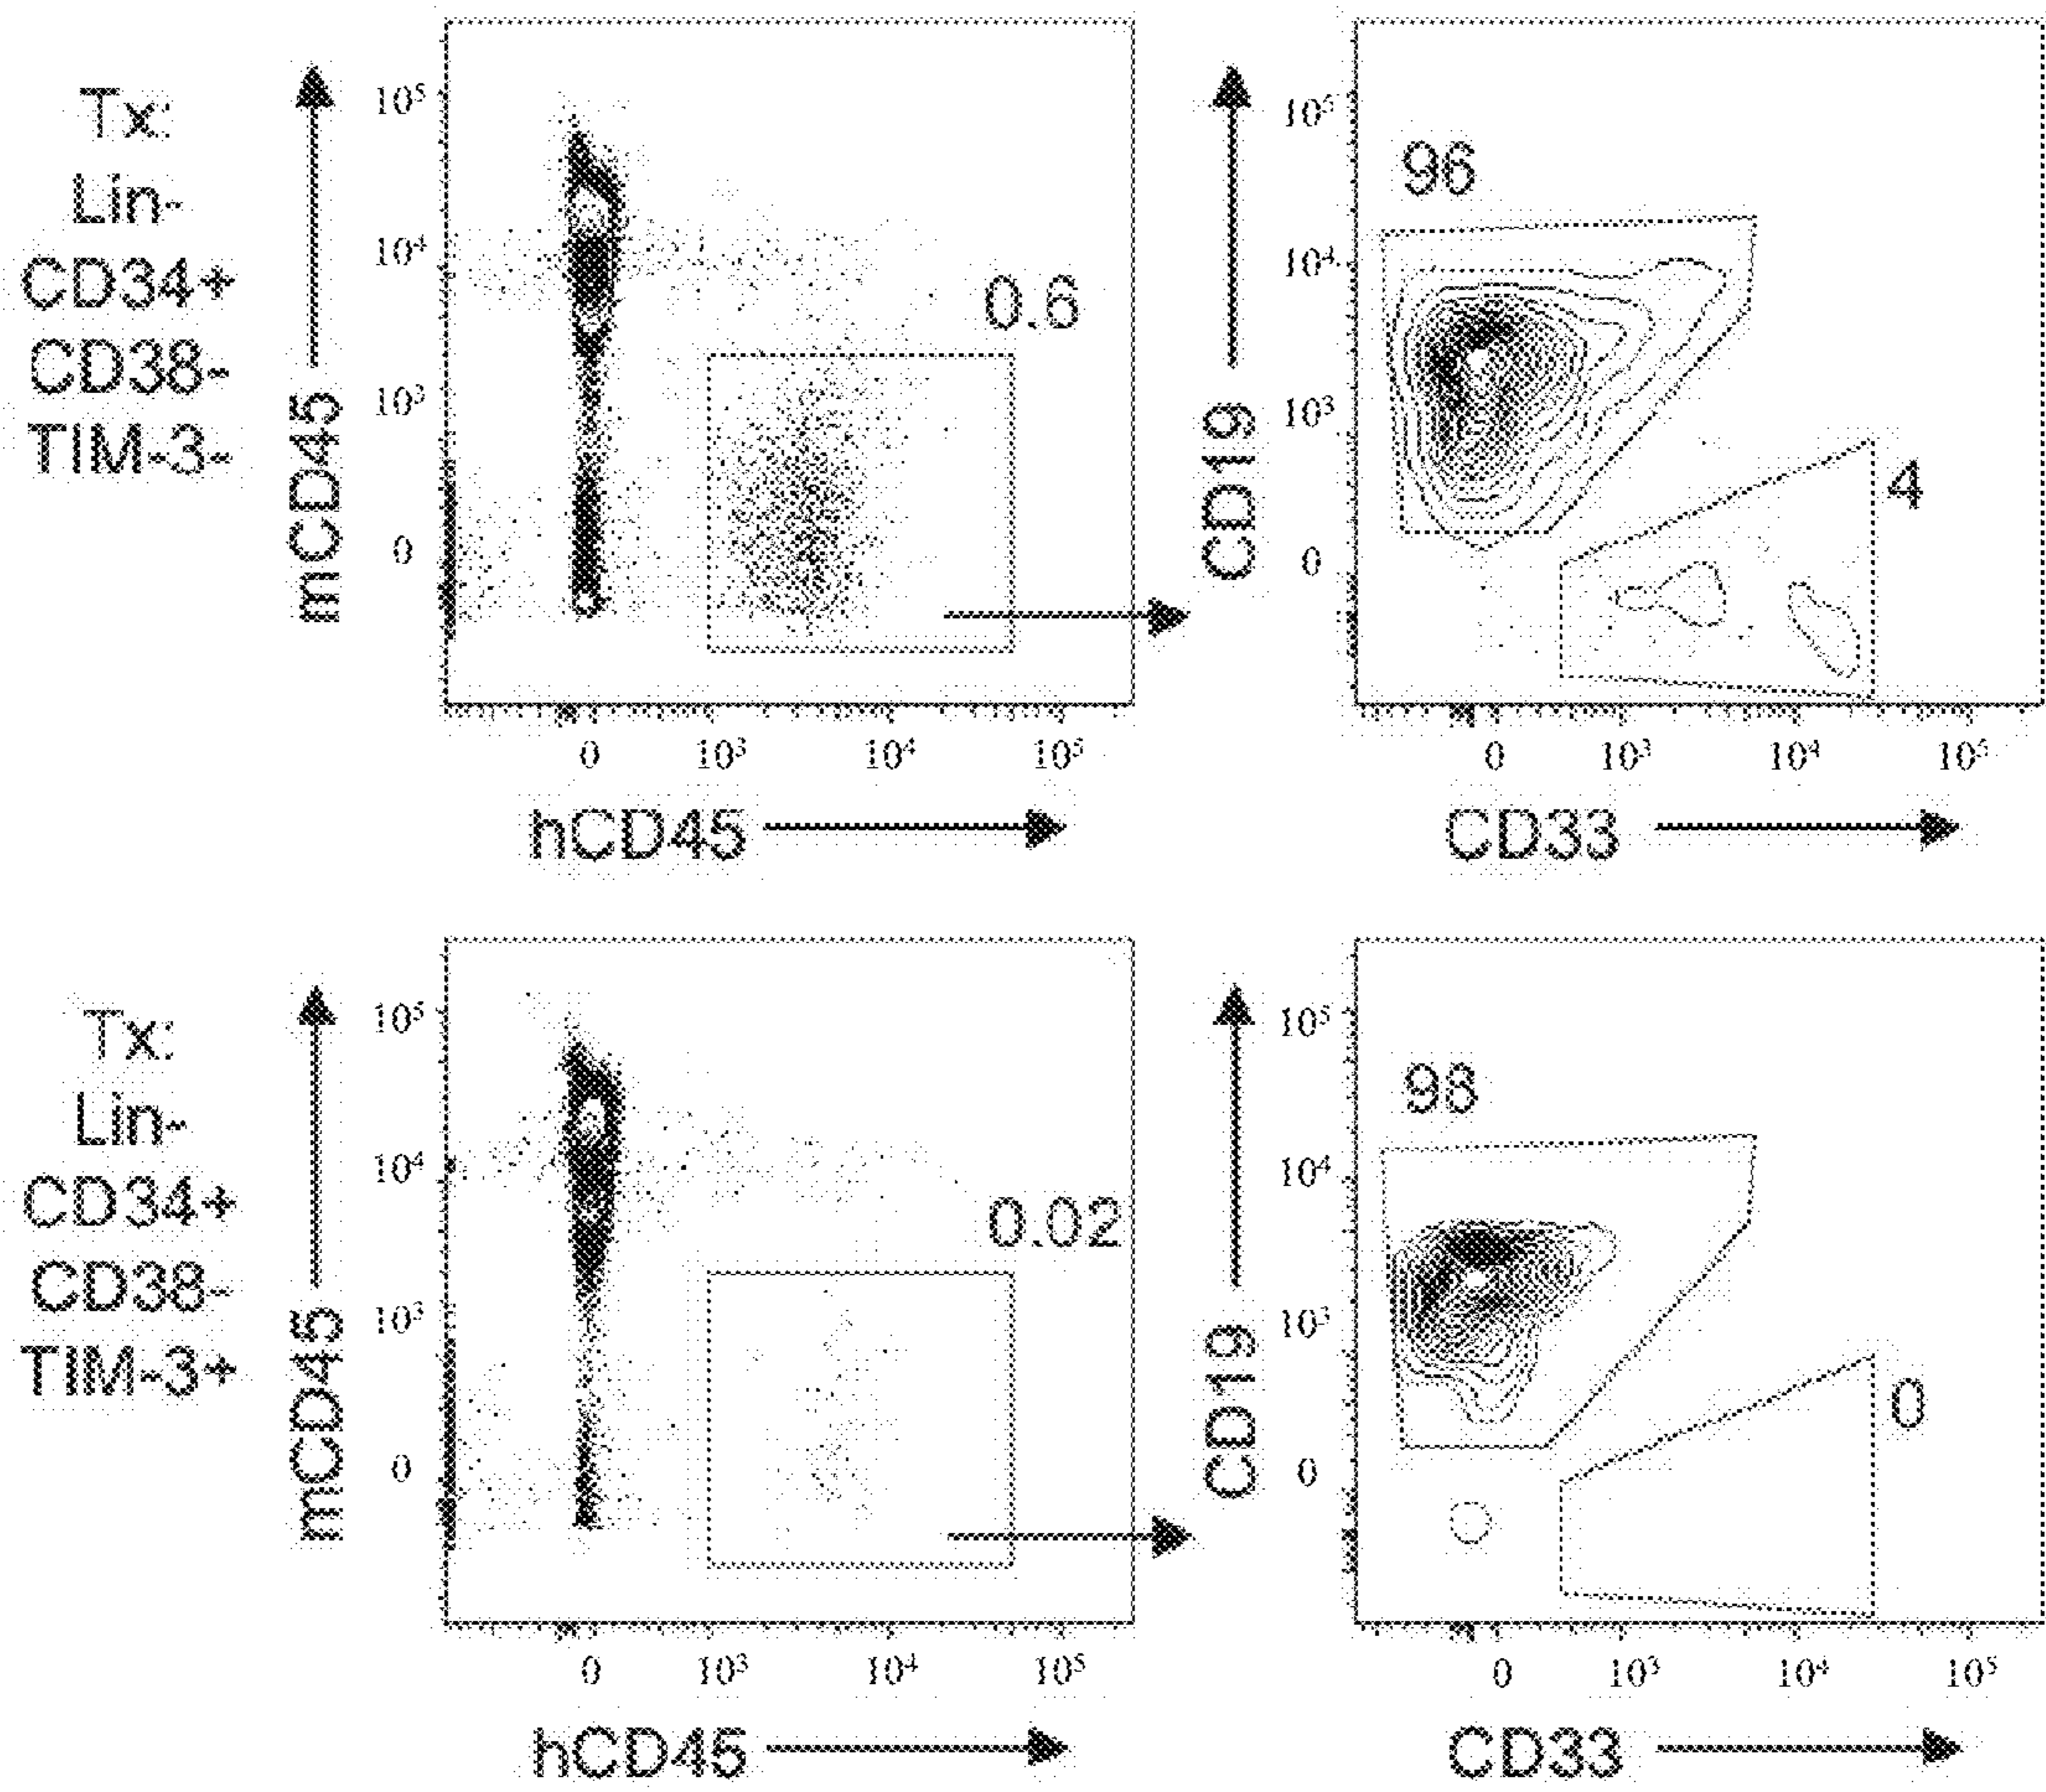 Tx:
Lin-
CD34+
CD38-
TIM-3-
mCD45
10⁵
10⁴
10³
0
0.6
0 10³ 10⁴ 10⁵
hCD45
CD19
10⁵
10⁴
10³
0
96
4
0 10³ 10⁴ 10⁵
CD33
Tx:
Lin-
CD34+
CD38-
TIM-3+
mCD45
10⁵
10⁴
10³
0
0.02
0 10³ 10⁴ 10⁵
hCD45
CD19
10⁵
10⁴
10³
0
98
0
0 10³ 10⁴ 10⁵
CD33